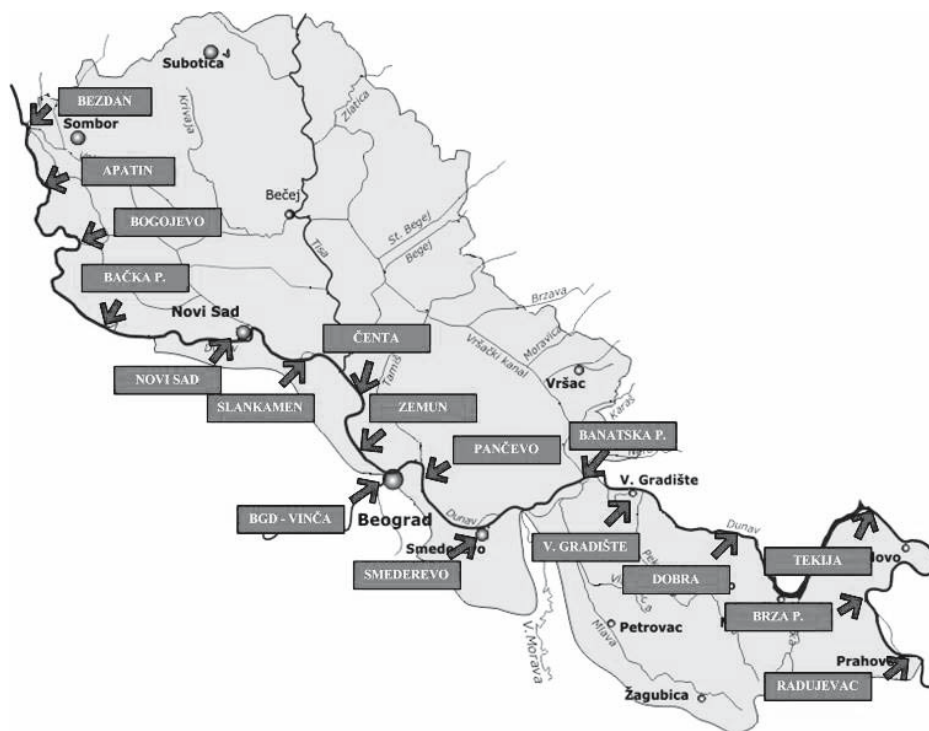 Subotica
BEZDAN
Sombor
Krivaja
Zlatica
APATIN
Bečej
BOGOJEVO
Tisa
St. Begej
Begej
BAČKA P.
Brzava
Novi Sad
ČENTA
Moravica
Tamiš
Vršački kanal
NOVI SAD
Vršac
SLANKAMEN
ZEMUN
Karaš
PANČEVO
BANATSKA P.
V. Gradište
BGD - VINČA
Beograd
Dunav
Dunav
V. GRADIŠTE
TEKIJA
SMEDEREVO
DOBRA
BRZA P.
V.Morava
Mlava
Petrovac
Prahovo
RADUJEVAC
Žagubica